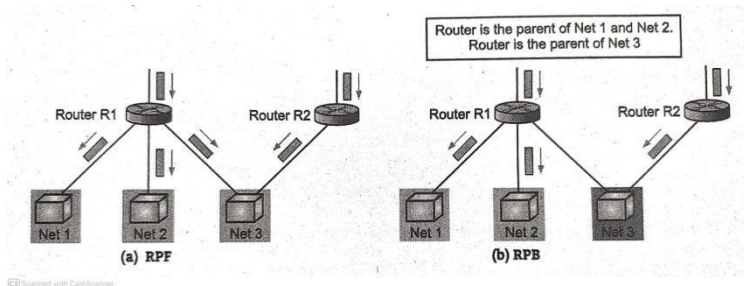 Router is the parent of Net 1 and Net 2.
Router is the parent of Net 3
Router R1
Router R2
Net 1
Net 2
Net 3
(a) RPF
Router R1
Router R2
Net 1
Net 2
Net 3
(b) RPB
CS Scanned with CamScanner